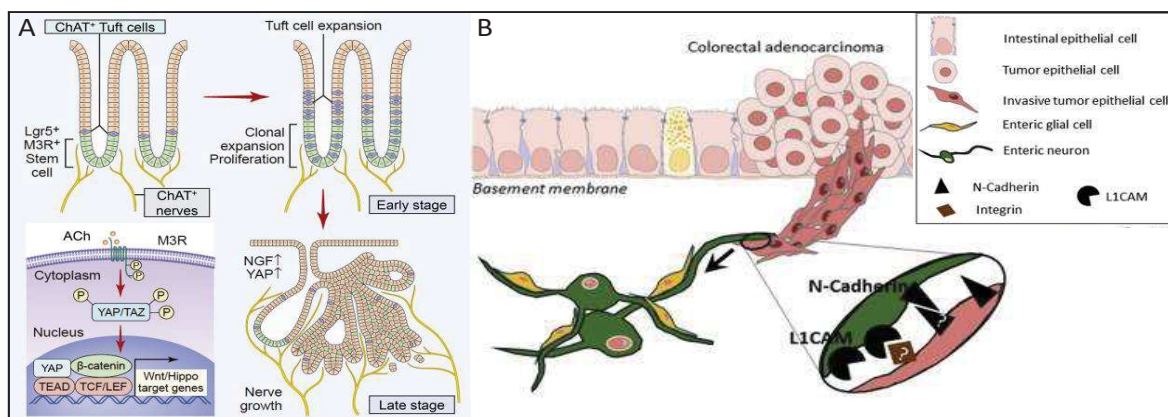 A
ChAT+ Tuft cells
Tuft cell expansion
Lgr5+
M3R+
Stem
cell
Clonal
expansion
Proliferation
ChAT+
nerves
Early stage
ACh
M3R
P
P
Cytoplasm
P
P
YAP/TAZ
P
Nucleus
YAP
β-catenin
TEAD
TCF/LEF
Wnt/Hippo
target genes
NGF↑
YAP↑
Nerve
growth
Late stage
B
Colorectal adenocarcinoma
Basement membrane
Intestinal epithelial cell
Tumor epithelial cell
Invasive tumor epithelial cell
Enteric glial cell
Enteric neuron
N-Cadherin
L1CAM
Integrin
N-Cadherin
?
L1CAM
?